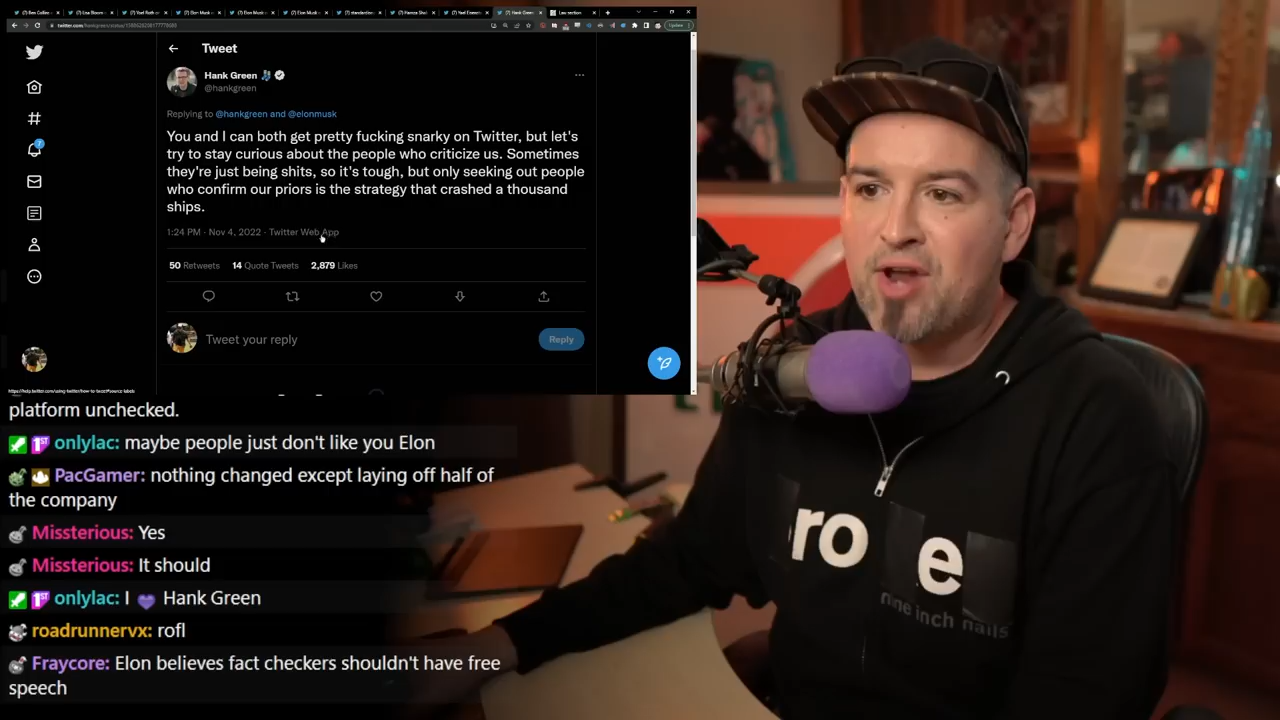 twitter.com/hankgreen/status/
Update
Tweet
Hank Green
@hankgreen
Replying to @hankgreen and @elonmusk
You and I can both get pretty fucking snarky on Twitter, but let's
try to stay curious about the people who criticize us. Sometimes
they're just being shits, so it's tough, but only seeking out people
who confirm our priors is the strategy that crashed a thousand
ships.
1:24 PM · Nov 4, 2022 · Twitter Web App
50 Retweets 14 Quote Tweets 2,879 Likes
Tweet your reply
Reply
platform unchecked.
onlylac: maybe people just don't like you Elon
PacGamer: nothing changed except laying off half of
the company
Missterious: Yes
Missterious: It should
onlylac: I Hank Green
roadrunnervx: rofl
Fraycore: Elon believes fact checkers shouldn't have free
speech
ro e
nine inch nails